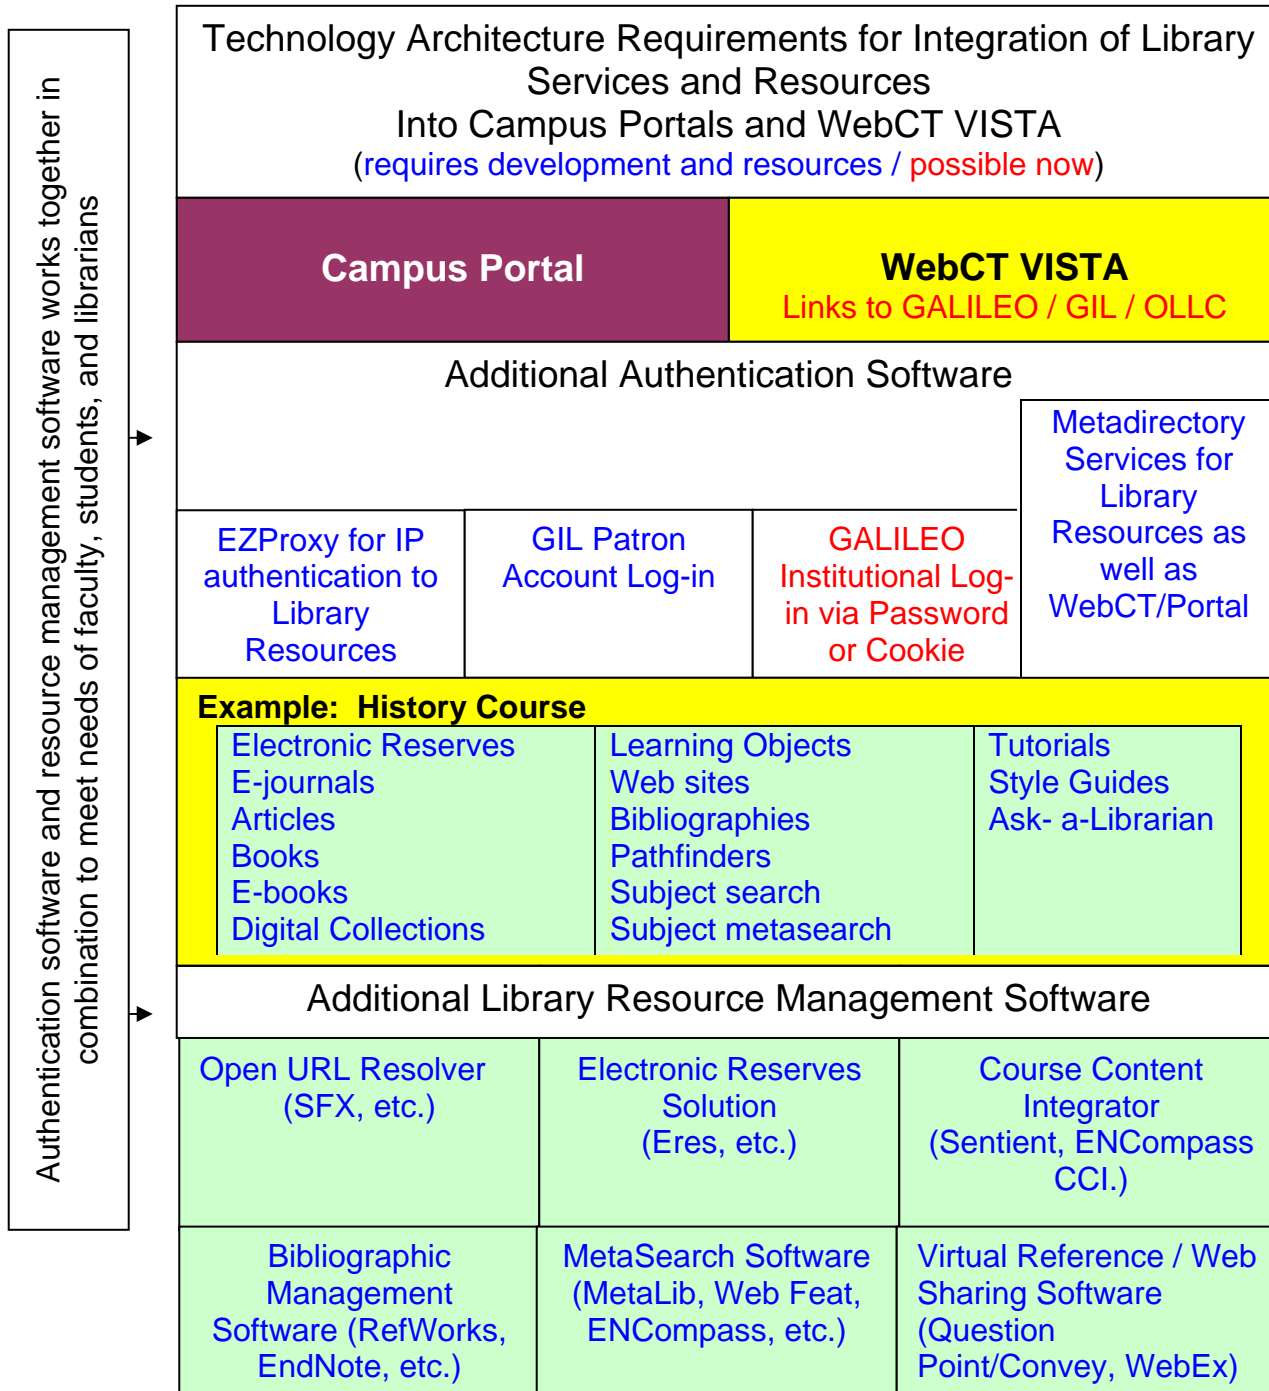 Authentication software and resource management software works together in
combination to meet needs of faculty, students, and librarians
Technology Architecture Requirements for Integration of Library
Services and Resources
Into Campus Portals and WebCT VISTA
(requires development and resources / possible now)
Campus Portal
WebCT VISTA
Links to GALILEO / GIL / OLLC
Additional Authentication Software
EZProxy for IP
authentication to
Library
Resources
GIL Patron
Account Log-in
GALILEO
Institutional Log-
in via Password
or Cookie
Metadirectory
Services for
Library
Resources as
well as
WebCT/Portal
Example:  History Course
Electronic Reserves
E-journals
Articles
Books
E-books
Digital Collections
Learning Objects
Web sites
Bibliographies
Pathfinders
Subject search
Subject metasearch
Tutorials
Style Guides
Ask- a-Librarian
Additional Library Resource Management Software
Open URL Resolver
(SFX, etc.)
Electronic Reserves
Solution
(Eres, etc.)
Course Content
Integrator
(Sentient, ENCompass
CCI.)
Bibliographic
Management
Software (RefWorks,
EndNote, etc.)
MetaSearch Software
(MetaLib, Web Feat,
ENCompass, etc.)
Virtual Reference / Web
Sharing Software
(Question
Point/Convey, WebEx)